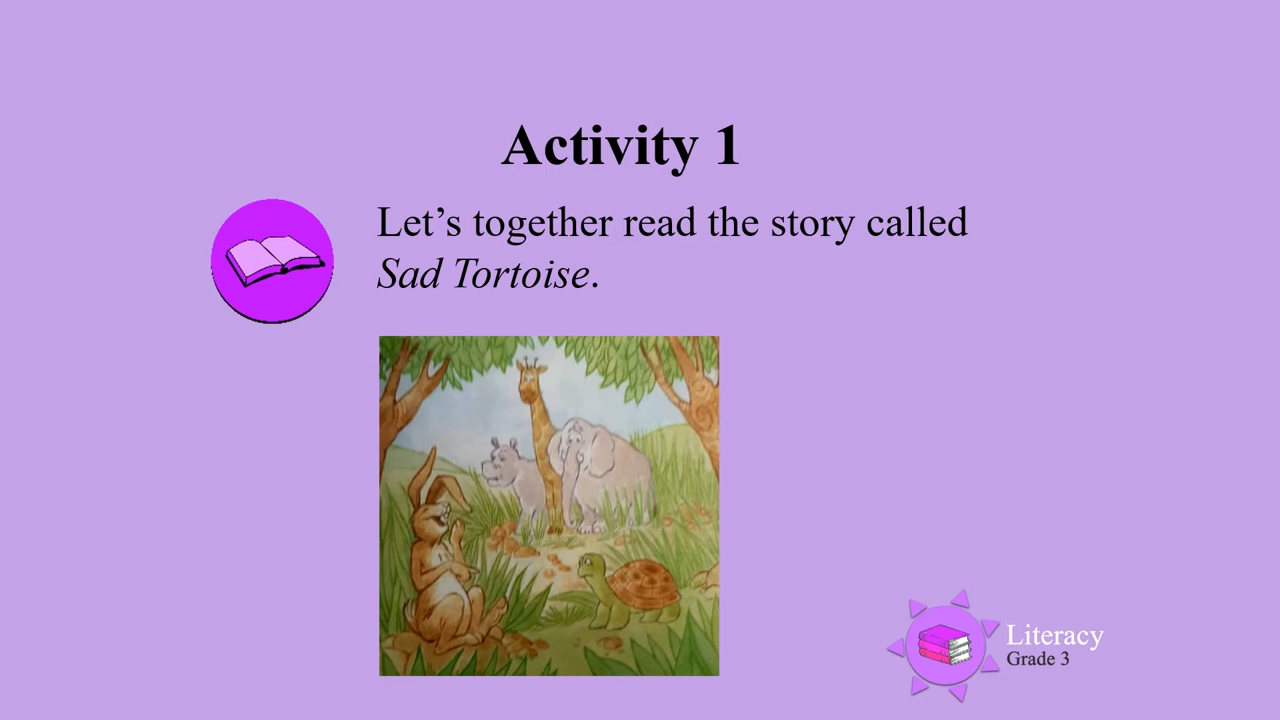 Activity 1
Let’s together read the story called
Sad Tortoise.
Literacy
Grade 3